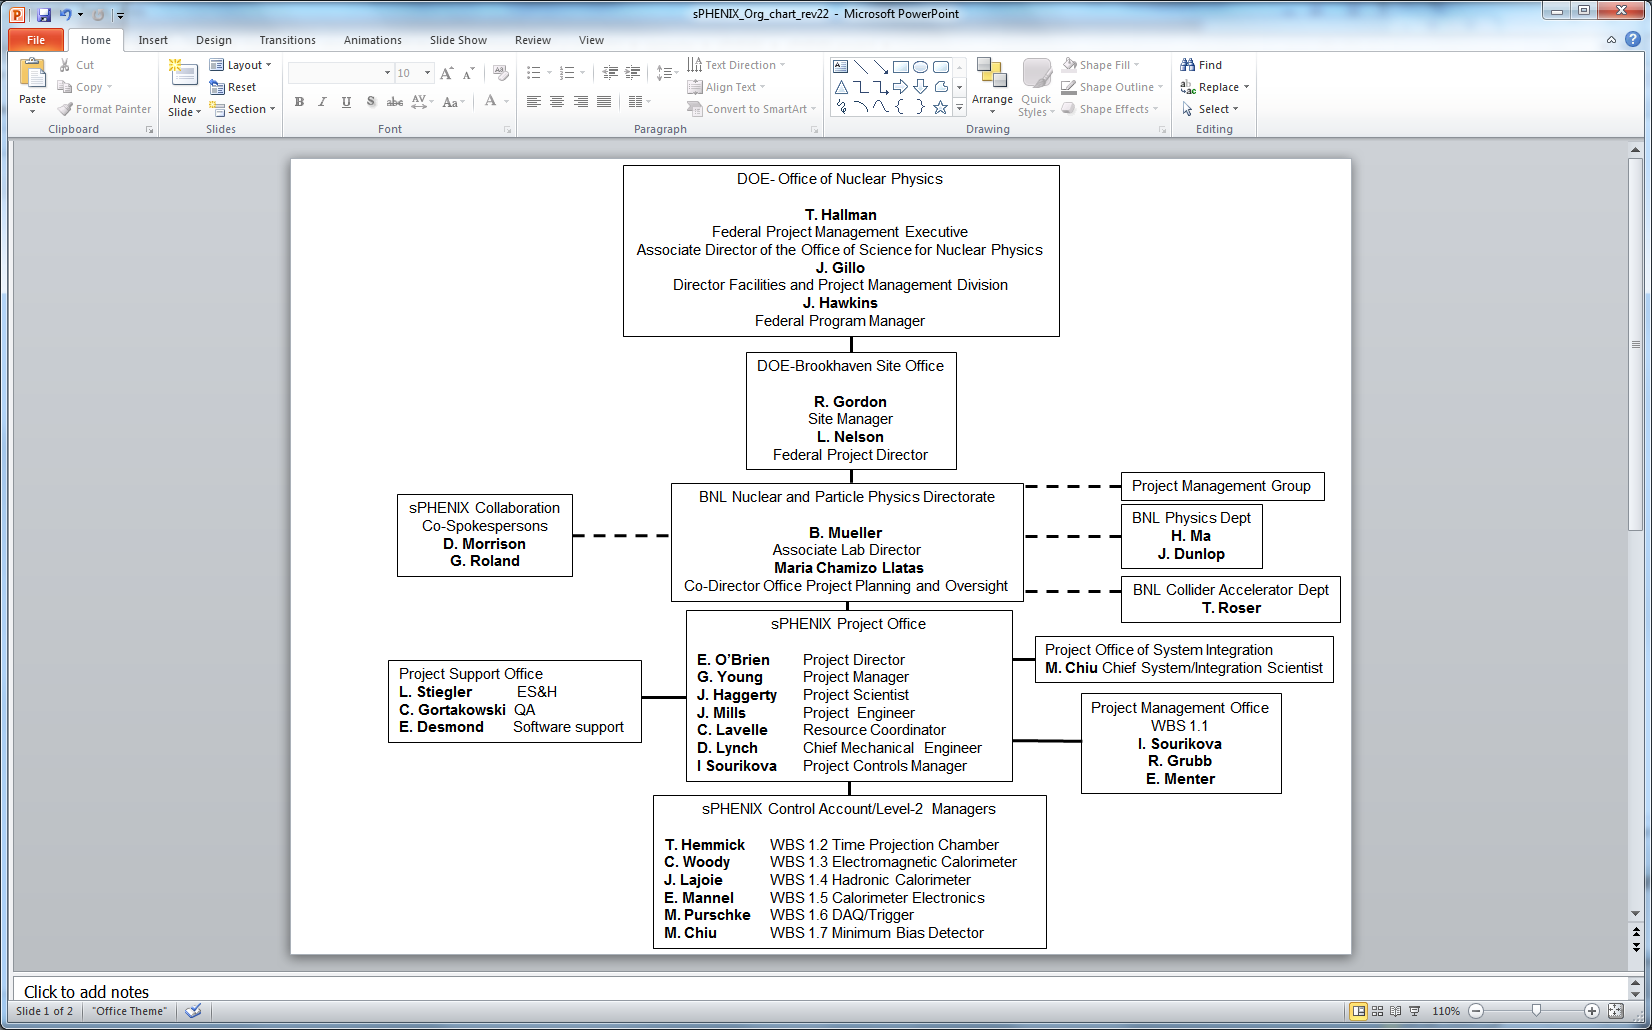 sPHENIX_Org_chart_rev22 - Microsoft PowerPoint
File Home Insert Design Transitions Animations Slide Show Review View
Paste
Cut
Copy
Format Painter
Clipboard
New
Slide
Layout
Reset
Section
Slides
10
B I U S abc AV Aa A
Font
Text Direction
Align Text
Convert to SmartArt
Paragraph
Arrange
Quick
Styles
Shape Fill
Shape Outline
Shape Effects
Drawing
Find
Replace
Select
Editing
DOE- Office of Nuclear Physics
T. Hallman
Federal Project Management Executive
Associate Director of the Office of Science for Nuclear Physics
J. Gillo
Director Facilities and Project Management Division
J. Hawkins
Federal Program Manager
DOE-Brookhaven Site Office
R. Gordon
Site Manager
L. Nelson
Federal Project Director
sPHENIX Collaboration
Co-Spokespersons
D. Morrison
G. Roland
BNL Nuclear and Particle Physics Directorate
B. Mueller
Associate Lab Director
Maria Chamizo Llatas
Co-Director Office Project Planning and Oversight
Project Management Group
BNL Physics Dept
H. Ma
J. Dunlop
BNL Collider Accelerator Dept
T. Roser
sPHENIX Project Office
E. O’Brien Project Director
G. Young Project Manager
J. Haggerty Project Scientist
J. Mills Project Engineer
C. Lavelle Resource Coordinator
D. Lynch Chief Mechanical Engineer
I Sourikova Project Controls Manager
Project Support Office
L. Stiegler ES&H
C. Gortakowski QA
E. Desmond Software support
Project Office of System Integration
M. Chiu Chief System/Integration Scientist
Project Management Office
WBS 1.1
I. Sourikova
R. Grubb
E. Menter
sPHENIX Control Account/Level-2 Managers
T. Hemmick WBS 1.2 Time Projection Chamber
C. Woody WBS 1.3 Electromagnetic Calorimeter
J. Lajoie WBS 1.4 Hadronic Calorimeter
E. Mannel WBS 1.5 Calorimeter Electronics
M. Purschke WBS 1.6 DAQ/Trigger
M. Chiu WBS 1.7 Minimum Bias Detector
Click to add notes
Slide 1 of 2 "Office Theme" 110%